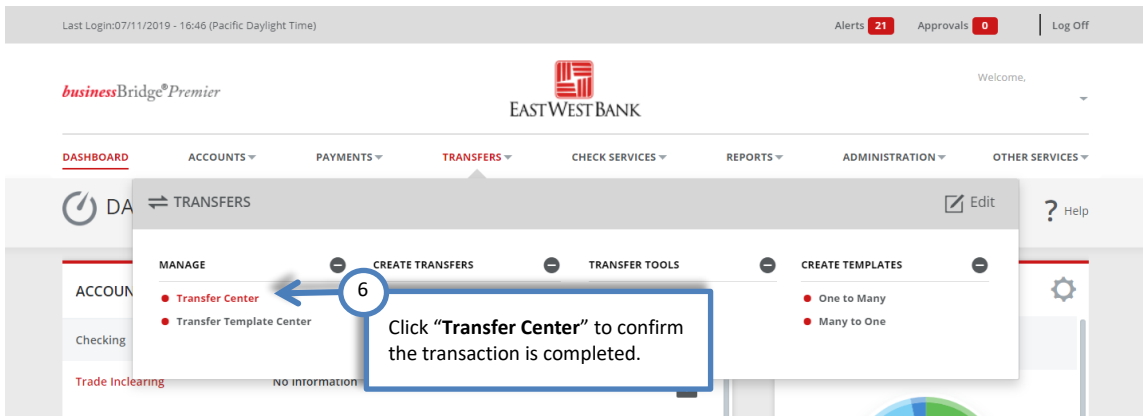 Last Login:07/11/2019 - 16:46 (Pacific Daylight Time)
Alerts 21 Approvals 0 Log Off
businessBridge®Premier
EAST WEST BANK
Welcome,
DASHBOARD ACCOUNTS PAYMENTS TRANSFERS CHECK SERVICES REPORTS ADMINISTRATION OTHER SERVICES
DA
TRANSFERS
Edit
? Help
MANAGE CREATE TRANSFERS TRANSFER TOOLS CREATE TEMPLATES
ACCOUN
Transfer Center
Transfer Template Center
6
Click “Transfer Center” to confirm
the transaction is completed.
One to Many
Many to One
Checking
Trade Inclearing No Information